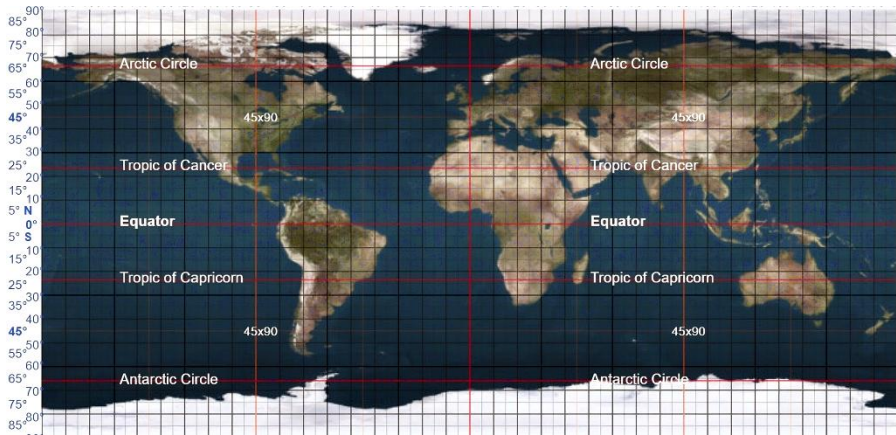 90°
85° 80°
75° 70°
65° Arctic Circle Arctic Circle
60°
55° 50°
45° 45x90 45x90
40°
35° 30°
25° Tropic of Cancer Tropic of Cancer
20°
15° 10°
5° N
0° Equator Equator
5° S
10°
15° 20°
25° Tropic of Capricorn Tropic of Capricorn
30°
35° 40°
45° 45x90 45x90
50°
55° 60°
65° Antarctic Circle Antarctic Circle
70°
75° 80°
85°